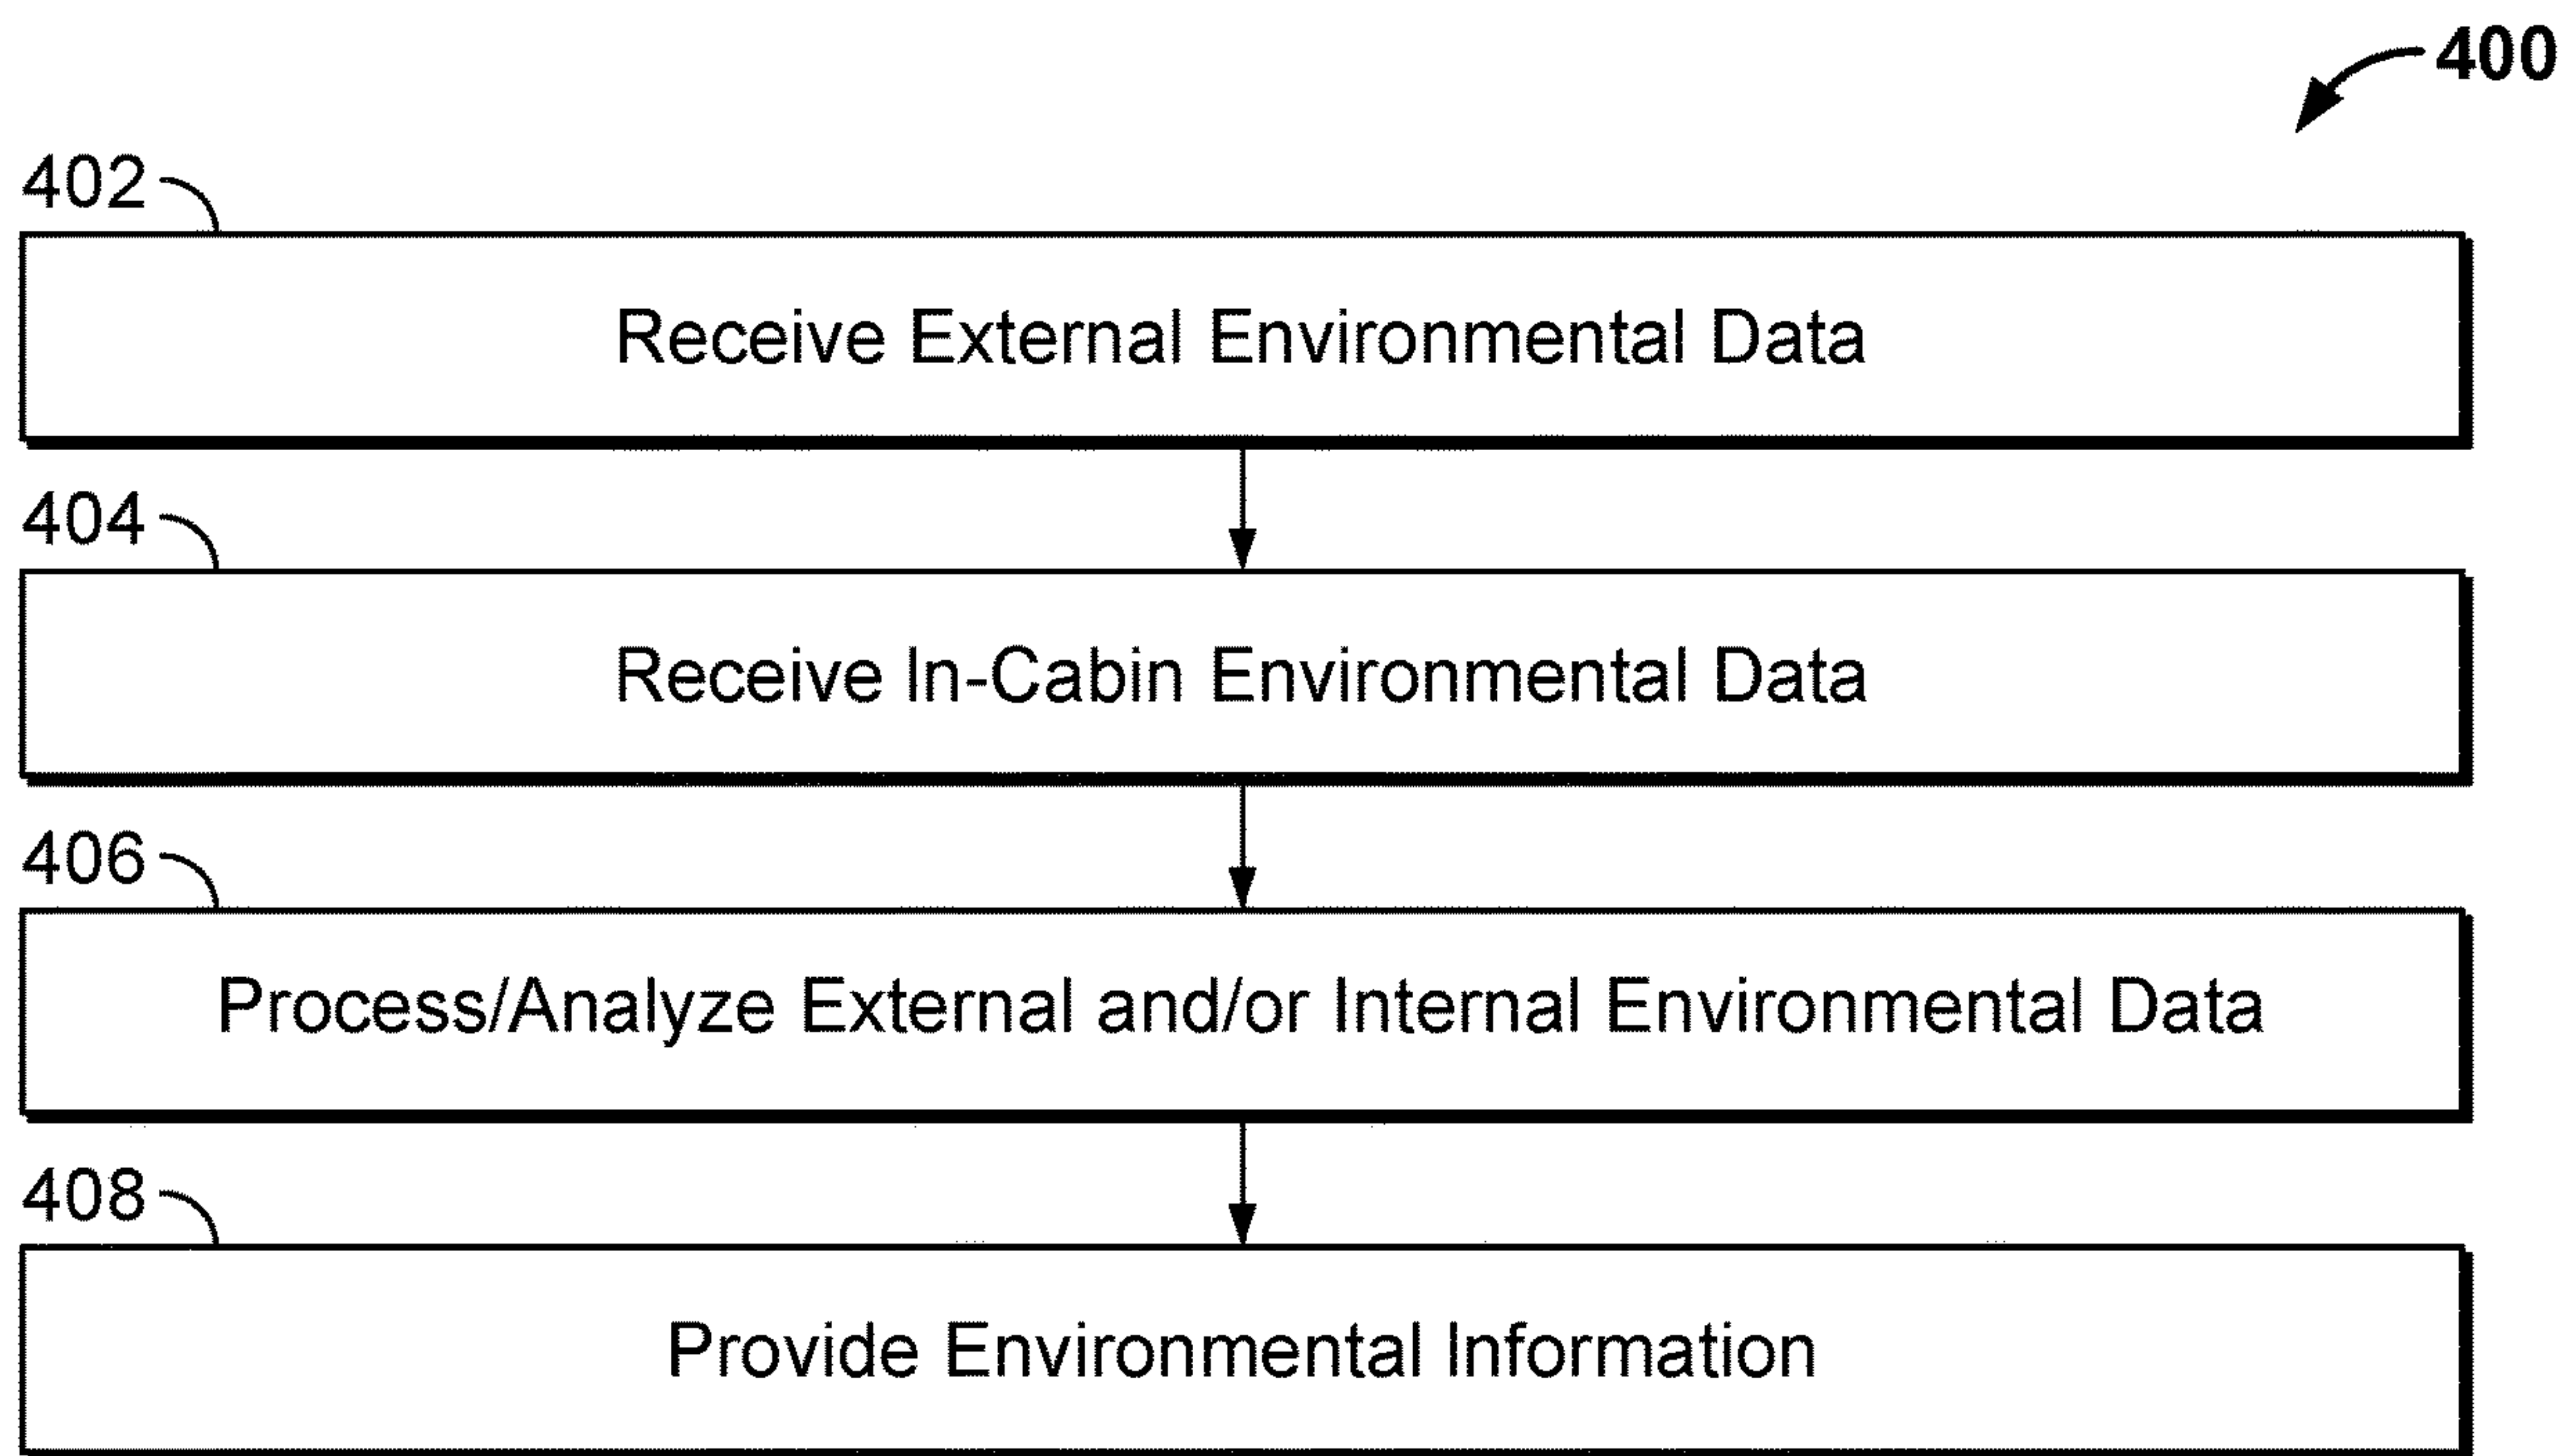 400
402
Receive External Environmental Data
404
Receive In-Cabin Environmental Data
406
Process/Analyze External and/or Internal Environmental Data
408
Provide Environmental Information